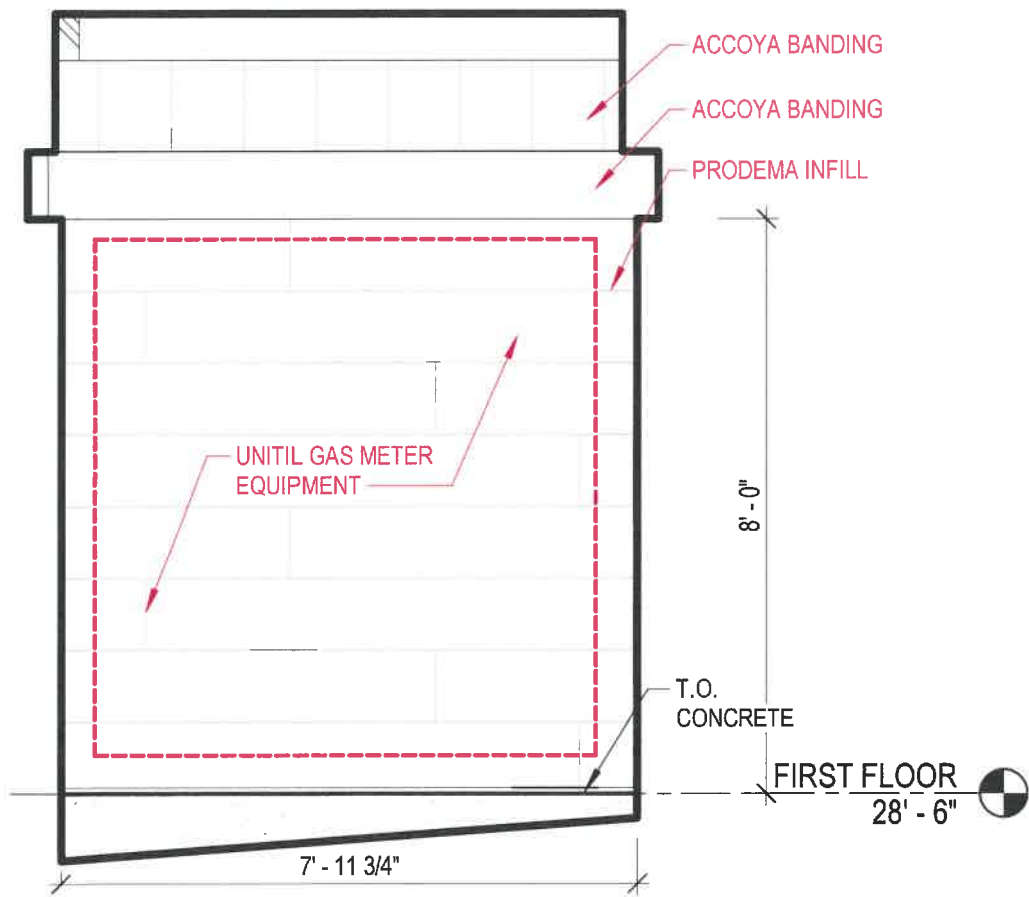 ACCOYA BANDING
ACCOYA BANDING
PRODEMA INFILL
UNITIL GAS METER
EQUIPMENT
8' - 0"
T.O.
CONCRETE
FIRST FLOOR
28' - 6"
7' - 11 3/4"